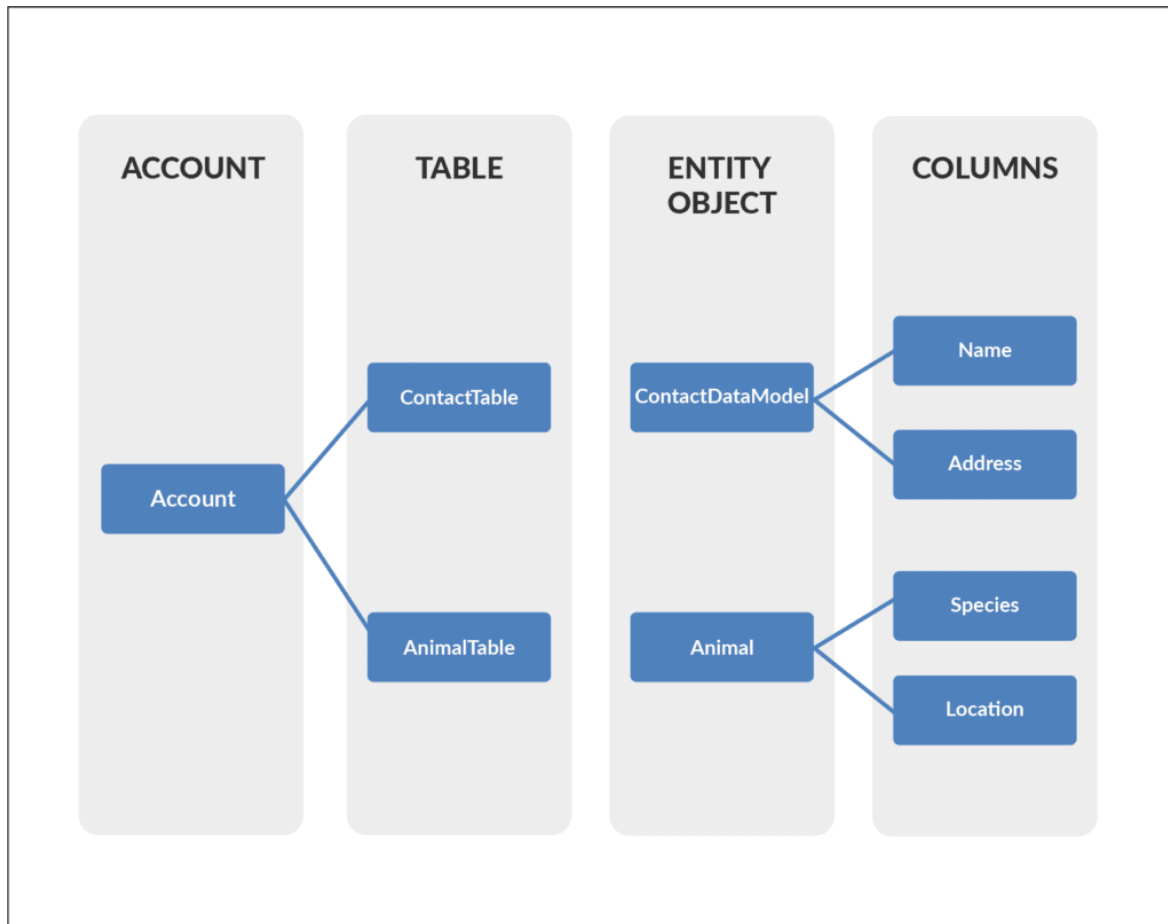 ACCOUNT
TABLE
ENTITY
OBJECT
COLUMNS
Account
ContactTable
AnimalTable
ContactDataModel
Animal
Name
Address
Species
Location